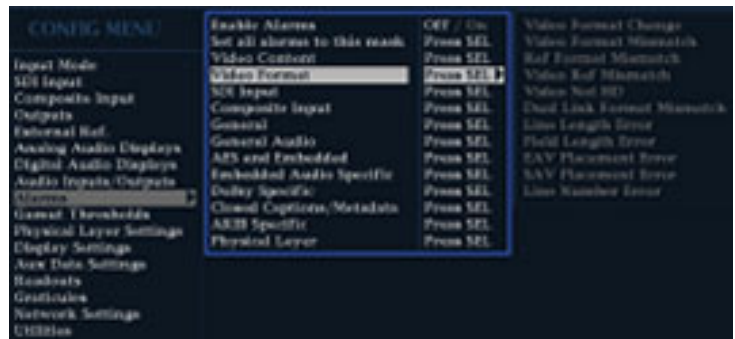 CONFIG MENU
Input Mode
SDI Input
Composite Input
Outputs
External Ref.
Analog Audio Displays
Digital Audio Displays
Audio Inputs/Outputs
Alarms
Gamut Thresholds
Physical Layer Settings
Display Settings
Aux Data Settings
Readouts
Graticules
Network Settings
Utilities
Enable Alarms OFF / On
Set all alarms to this mask Press SEL
Video Content Press SEL
Video Format Press SEL
SDI Input Press SEL
Composite Input Press SEL
General Press SEL
General Audio Press SEL
AES and Embedded Press SEL
Embedded Audio Specific Press SEL
Dolby Specific Press SEL
Closed Captions/Metadata Press SEL
ARIB Specific Press SEL
Physical Layer Press SEL
Video Format Change
Video Format Mismatch
Ref Format Mismatch
Video Ref Mismatch
Video Not HD
Dual Link Format Mismatch
Line Length Error
Field Length Error
EAV Placement Error
SAV Placement Error
Line Number Error